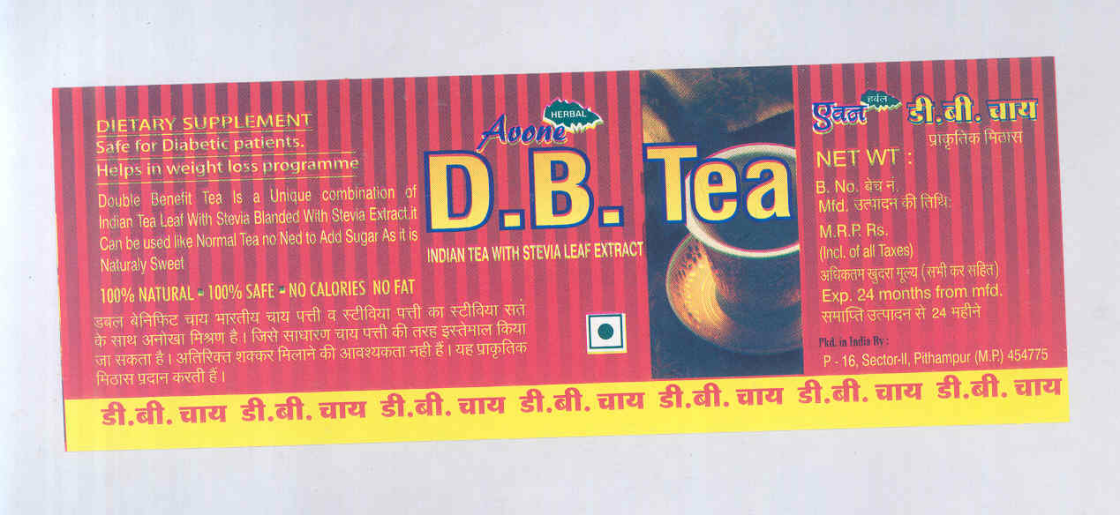 DIETARY SUPPLEMENT
Safe for Diabetic patients.
Helps in weight loss programme
Double Benefit Tea Is a Unique combination of
Indian Tea Leaf With Stevia Blanded With Stevia Extract.it
Can be used like Normal Tea no Ned to Add Sugar As it is
Naturaly Sweet
100% NATURAL 100% SAFE NO CALORIES NO FAT
डबल बेनिफिट चाय भारतीय चाय पत्ती व स्टीविया पत्ती का स्टीविया सत
के साथ अनोखा मिश्रण है। जिसे साधारण चाय पत्ती की तरह इस्तेमाल किया
जा सकता है। अतिरिक्त शक्कर मिलाने की आवश्यकता नही हैं। यह प्राकृतिक
मिठास प्रदान करती हैं।
HERBAL
Avone
D.B. Tea
INDIAN TEA WITH STEVIA LEAF EXTRACT
हर्बल
एवन डी.बी. चाय
प्राकृतिक मिठास
NET WT :
B. No. बेच नं.
Mfd. उत्पादन की तिथि:
M.R.P. Rs.
(Incl. of all Taxes)
अधिकतम खुदरा मूल्य (सभी कर सहित)
Exp. 24 months from mfd.
समाप्ति उत्पादन से 24 महीने
Pkd. in India By :
P - 16, Sector-II, Pithampur (M.P.) 454775
डी.बी. चाय डी.बी. चाय डी.बी. चाय डी.बी. चाय डी.बी. चाय डी.बी. चाय डी.बी. चाय